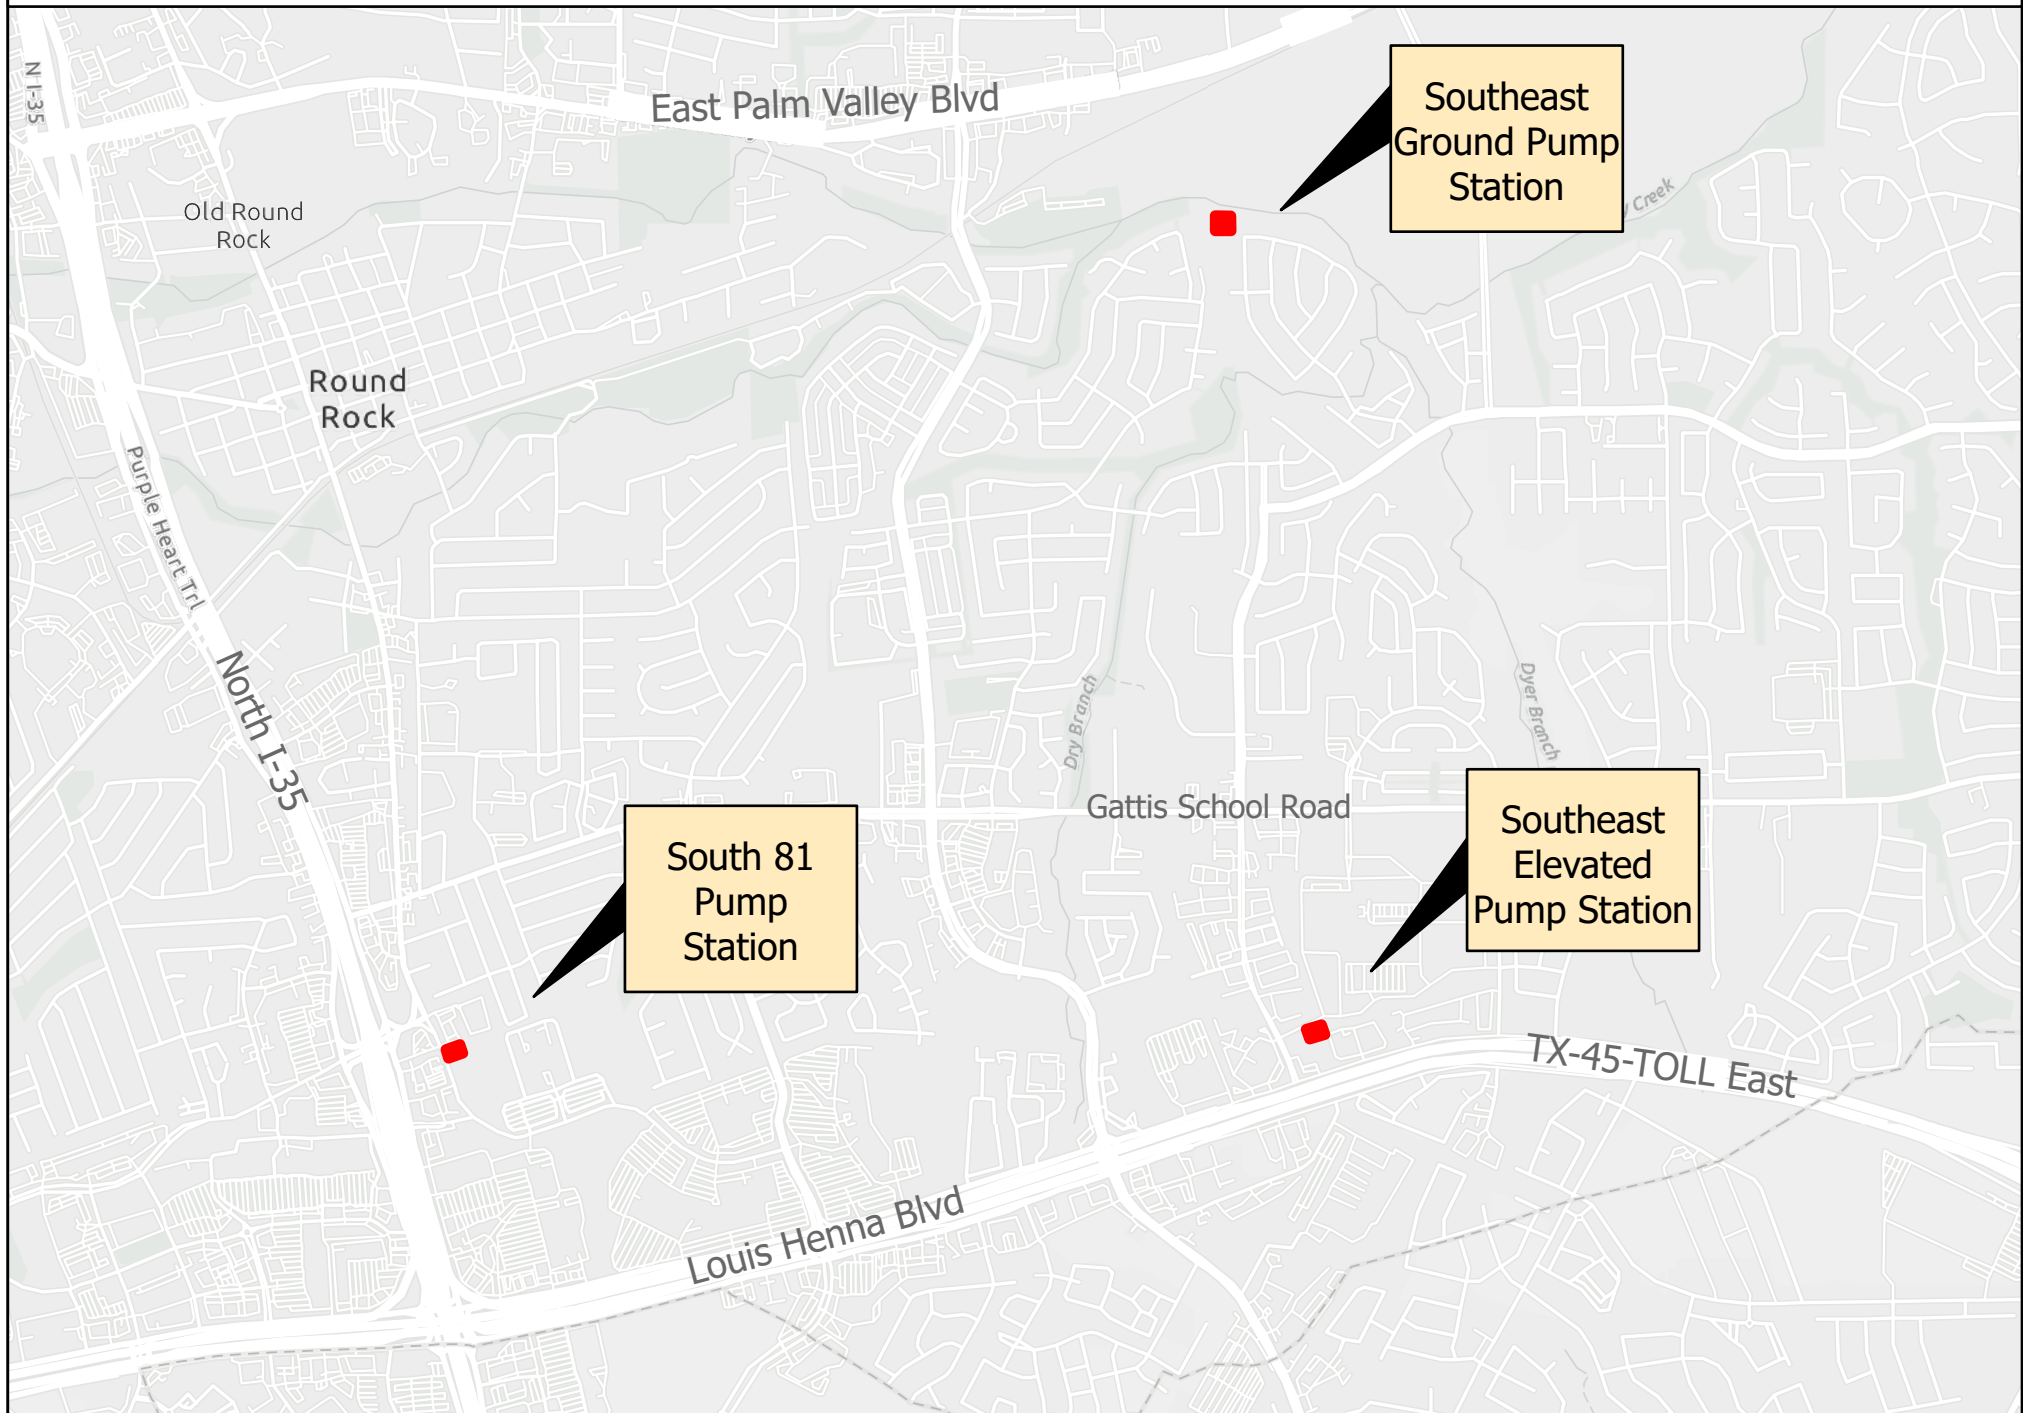 N I-35
East Palm Valley Blvd
Southeast
Ground Pump
Station
Old Round
Rock
Creek
Round
Rock
Purple Heart Trl
North I-35
Dry Branch
Dyer Branch
Gattis School Road
South 81
Pump
Station
Southeast
Elevated
Pump Station
TX-45-TOLL East
Louis Henna Blvd